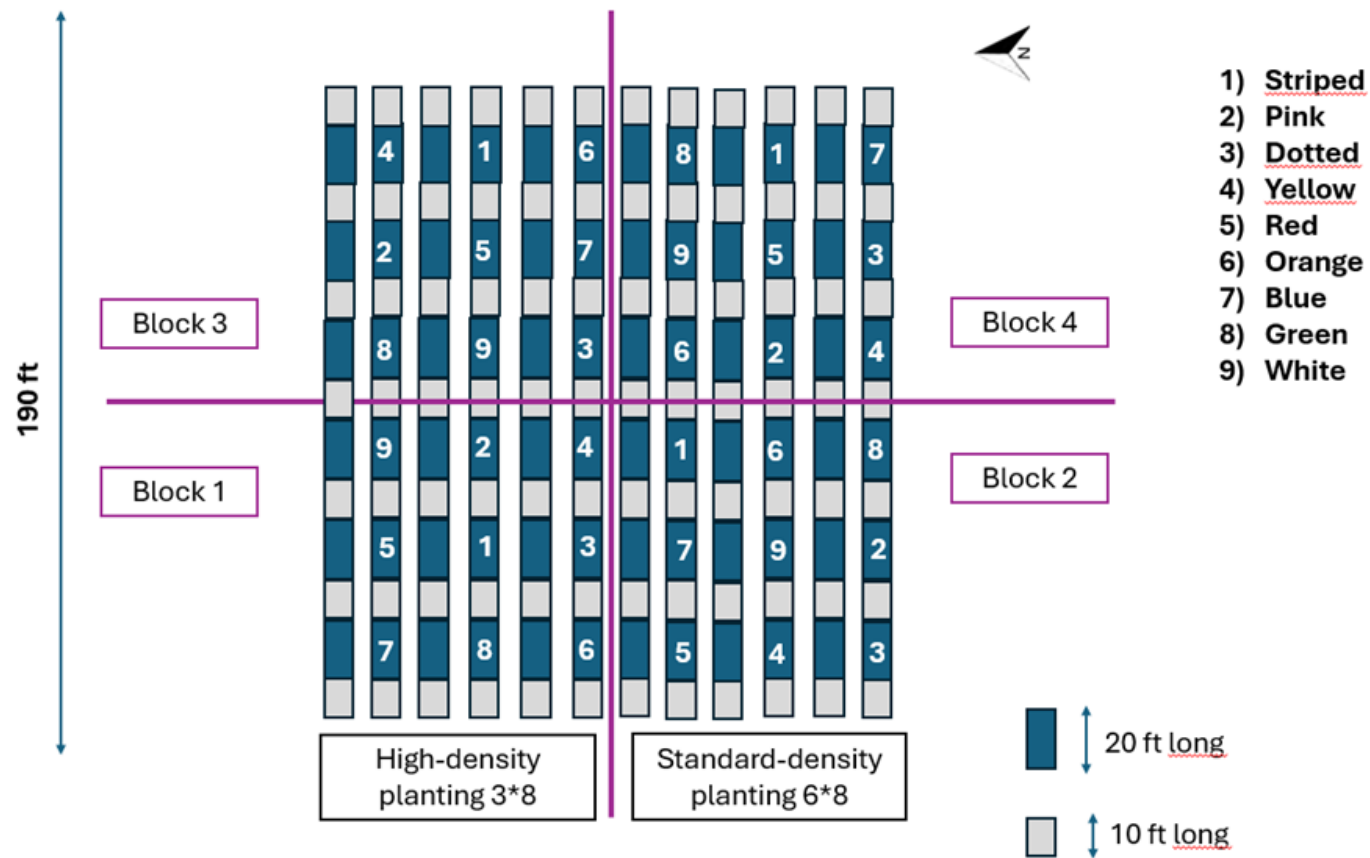 190 ft
N
4 1 6 8 1 7
2 5 7 9 5 3
8 9 3 6 2 4
Block 3
Block 4
9 2 4 1 6 8
Block 1
Block 2
5 1 3 7 9 2
7 8 6 5 4 3
High-density
planting 3*8
Standard-density
planting 6*8
1) Striped
2) Pink
3) Dotted
4) Yellow
5) Red
6) Orange
7) Blue
8) Green
9) White
20 ft long
10 ft long